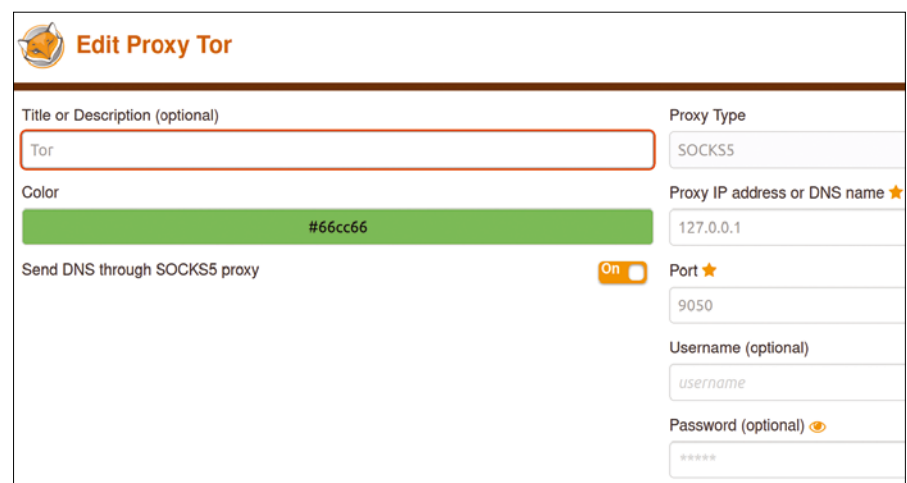 Edit Proxy Tor
Title or Description (optional)
Tor
Color
#66cc66
Send DNS through SOCKS5 proxy
On
Proxy Type
SOCKS5
Proxy IP address or DNS name
127.0.0.1
Port
9050
Username (optional)
username
Password (optional)
*****